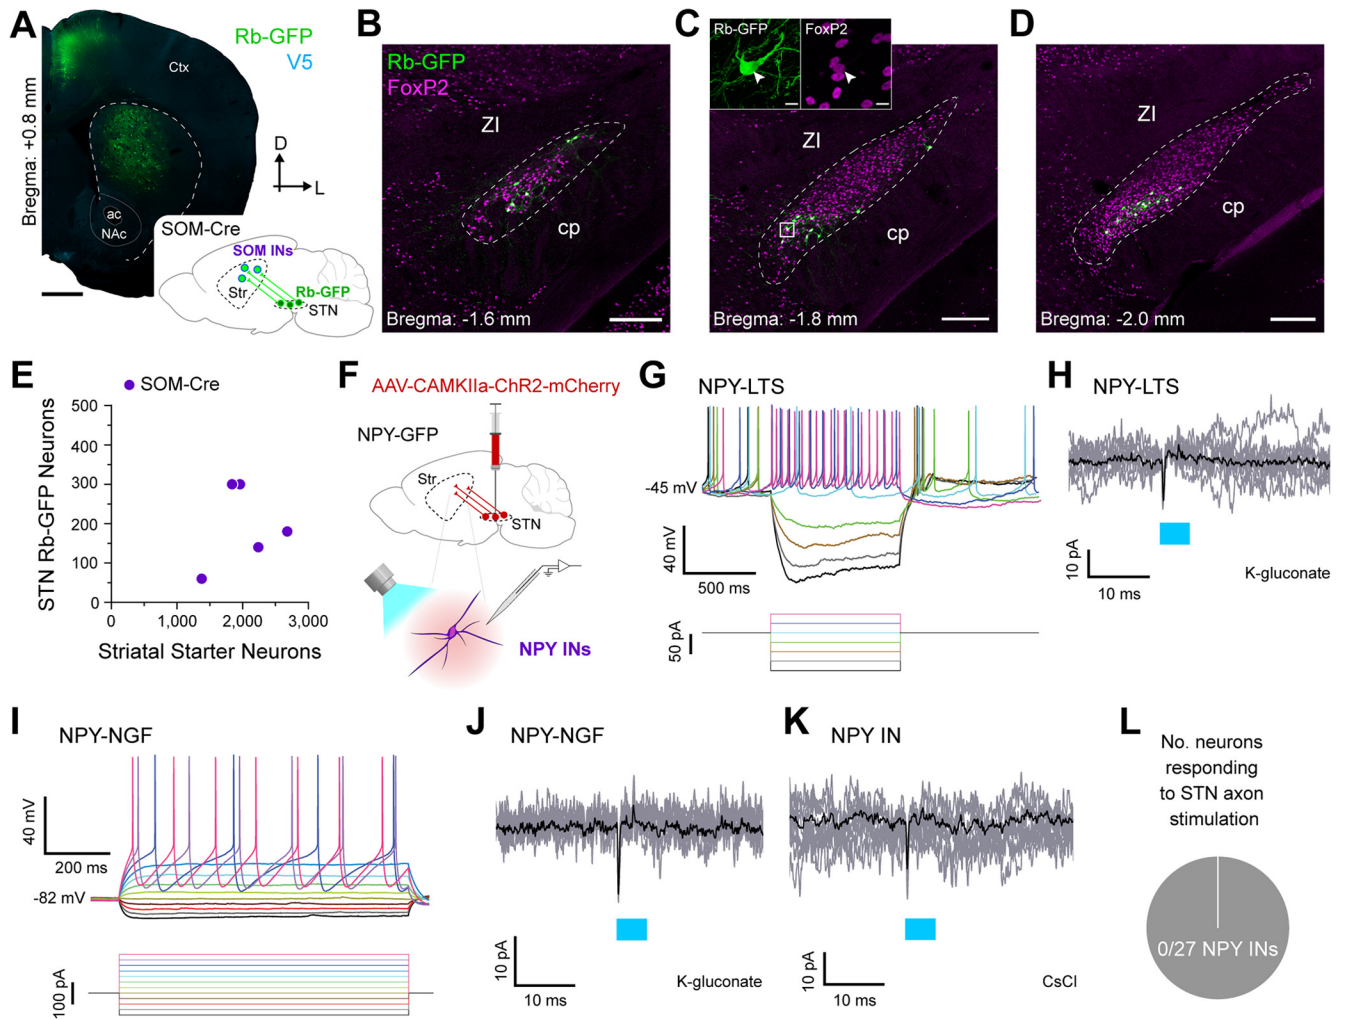 A
Rb-GFP
V5
Ctx
Bregma: +0.8 mm
D
L
ac
NAc
SOM-Cre
SOM INs
Str
Rb-GFP
STN
B
Rb-GFP
FoxP2
ZI
cp
Bregma: -1.6 mm
C
Rb-GFP
FoxP2
ZI
cp
Bregma: -1.8 mm
D
ZI
cp
Bregma: -2.0 mm
E
SOM-Cre
STN Rb-GFP Neurons
500
400
300
200
100
0
0 1,000 2,000 3,000
Striatal Starter Neurons
F
AAV-CAMKIIa-ChR2-mCherry
NPY-GFP
Str
STN
NPY INs
G
NPY-LTS
-45 mV
40 mV
500 ms
50 pA
H
NPY-LTS
10 pA
10 ms
K-gluconate
I
NPY-NGF
40 mV
200 ms
-82 mV
100 pA
J
NPY-NGF
10 pA
10 ms
K-gluconate
K
NPY IN
10 pA
10 ms
CsCl
L
No. neurons
responding
to STN axon
stimulation
0/27 NPY INs